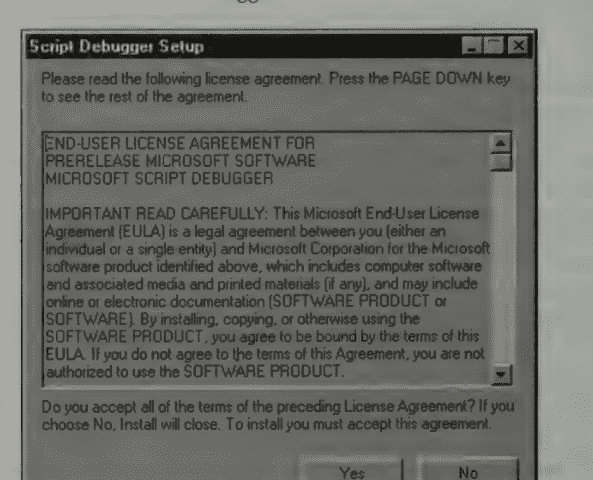 Script Debugger Setup
Please read the following license agreement. Press the PAGE DOWN key
to see the rest of the agreement.
END-USER LICENSE AGREEMENT FOR
PRERELEASE MICROSOFT SOFTWARE
MICROSOFT SCRIPT DEBUGGER
IMPORTANT READ CAREFULLY: This Microsoft End-User License
Agreement (EULA) is a legal agreement between you (either an
individual or a single entity) and Microsoft Corporation for the Microsoft
software product identified above, which includes computer software
and associated media and printed materials (if any), and may include
online or electronic documentation (SOFTWARE PRODUCT or
SOFTWARE). By installing, copying, or otherwise using the
SOFTWARE PRODUCT, you agree to be bound by the terms of this
EULA. If you do not agree to the terms of this Agreement, you are not
authorized to use the SOFTWARE PRODUCT.
Do you accept all of the terms of the preceding License Agreement? If you
choose No, Install will close. To install you must accept this agreement.
Yes No